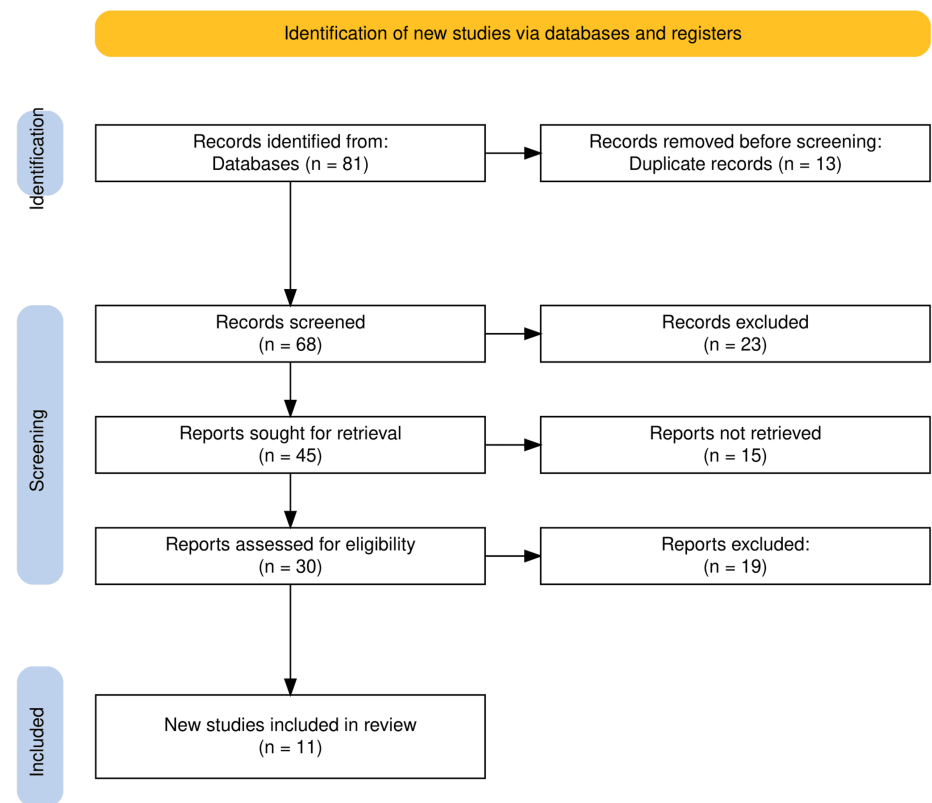 Identification of new studies via databases and registers
Identification
Records identified from:
Databases (n = 81)
Records removed before screening:
Duplicate records (n = 13)
Screening
Records screened
(n = 68)
Records excluded
(n = 23)
Reports sought for retrieval
(n = 45)
Reports not retrieved
(n = 15)
Reports assessed for eligibility
(n = 30)
Reports excluded:
(n = 19)
Included
New studies included in review
(n = 11)